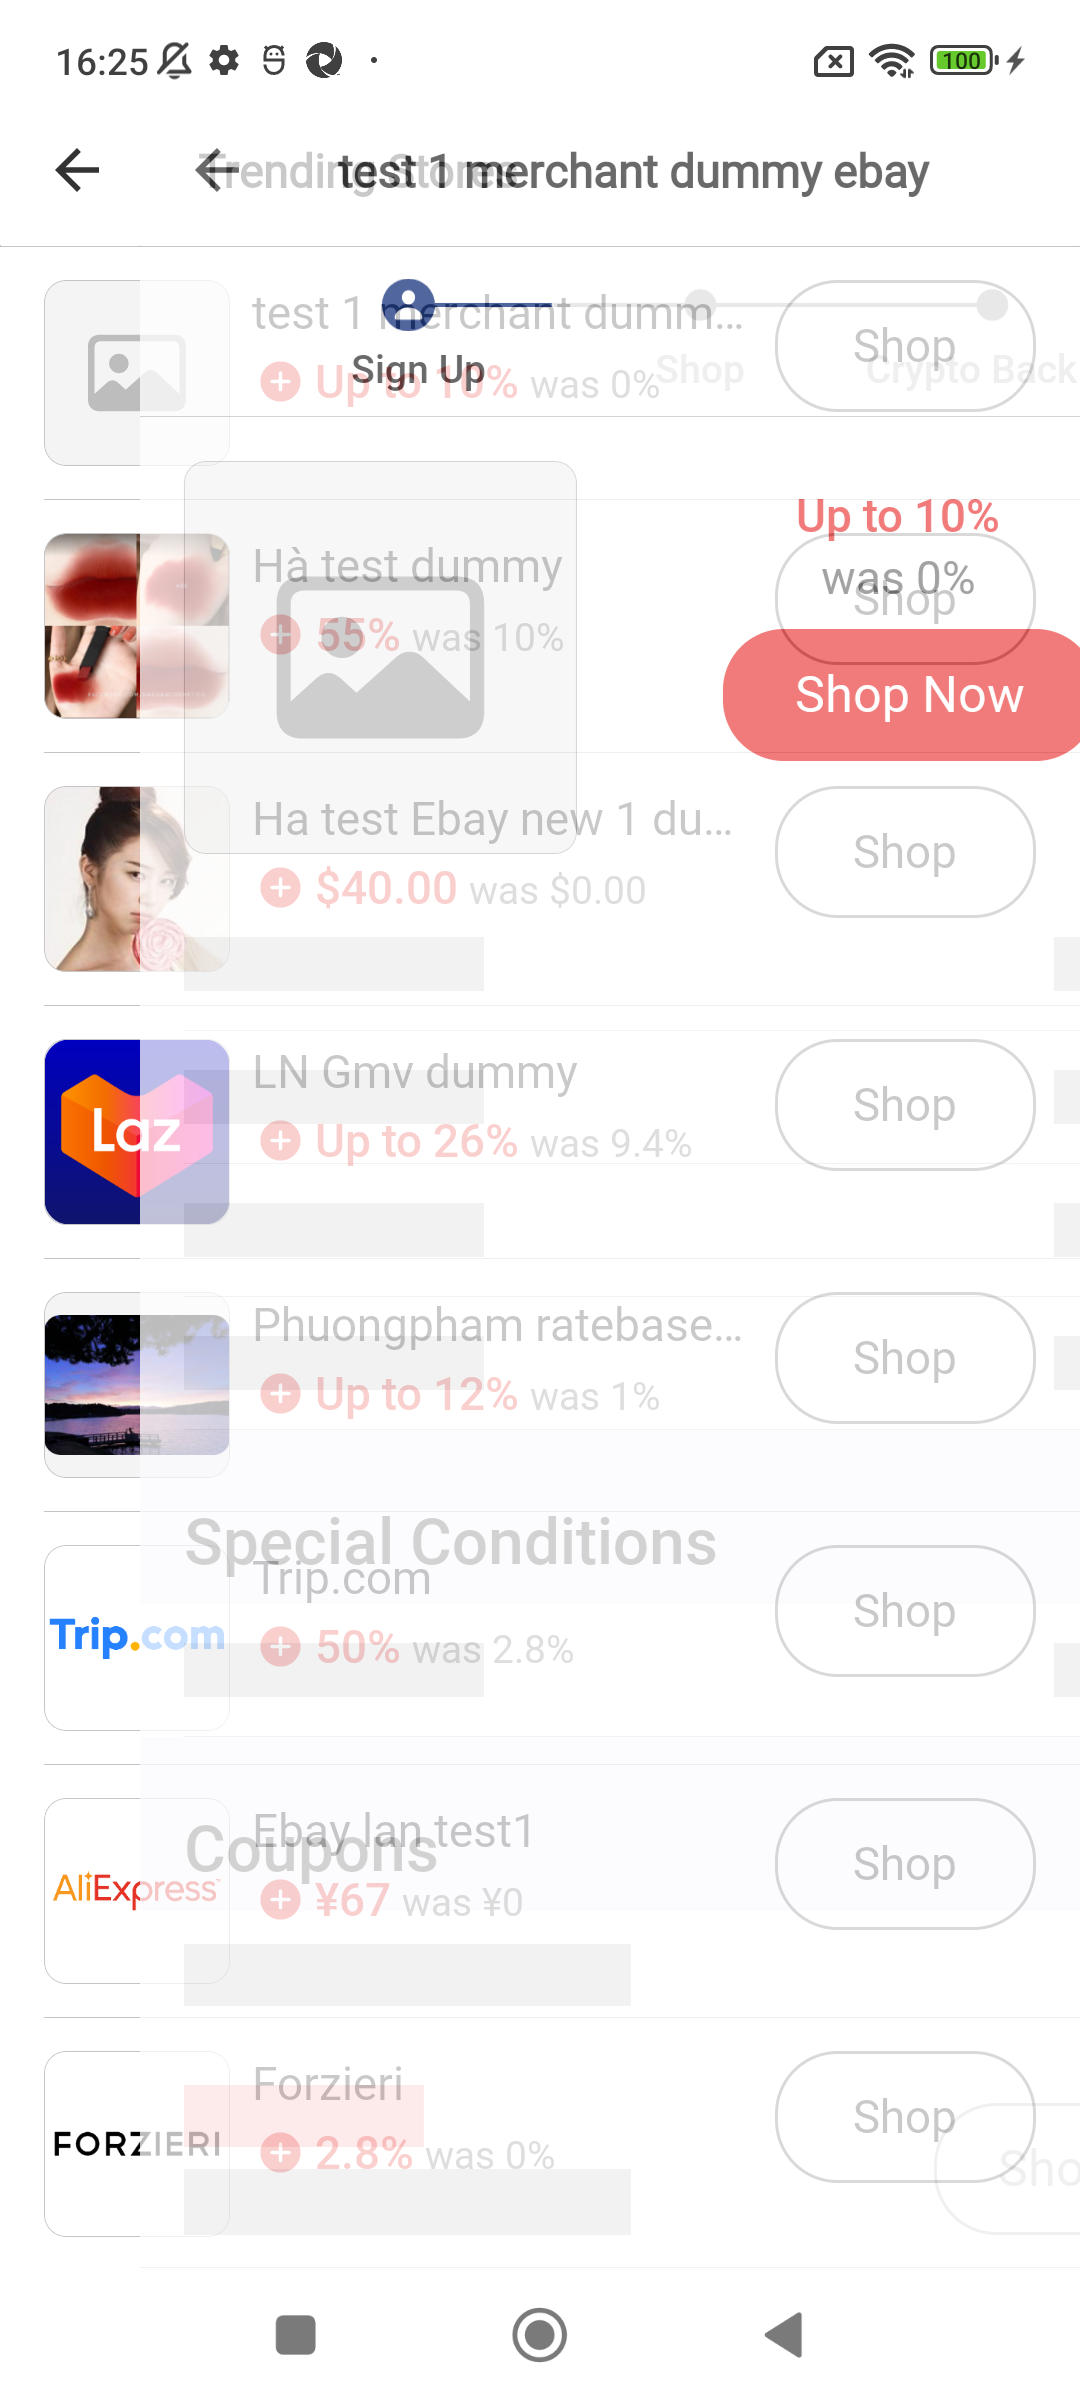 16:25
100
Trending Stores
test 1 merchant dummy ebay
test 1 merchant dumm...
Shop
Sign Up
Shop
Crypto Back
Up to 10% was 0%
Up to 10%
was 0%
Hà test dummy
55% was 10%
Shop
Shop Now
Ha test Ebay new 1 du...
$40.00 was $0.00
Shop
Laz
LN Gmv dummy
Up to 26% was 9.4%
Shop
Phuongpham ratebase...
Up to 12% was 1%
Shop
Special Conditions
Trip.com
Trip.com
50% was 2.8%
Shop
Coupons
AliExpress
Ebay lan test1
¥67 was ¥0
Shop
FORZIERI
Forzieri
2.8% was 0%
Shop
Sho